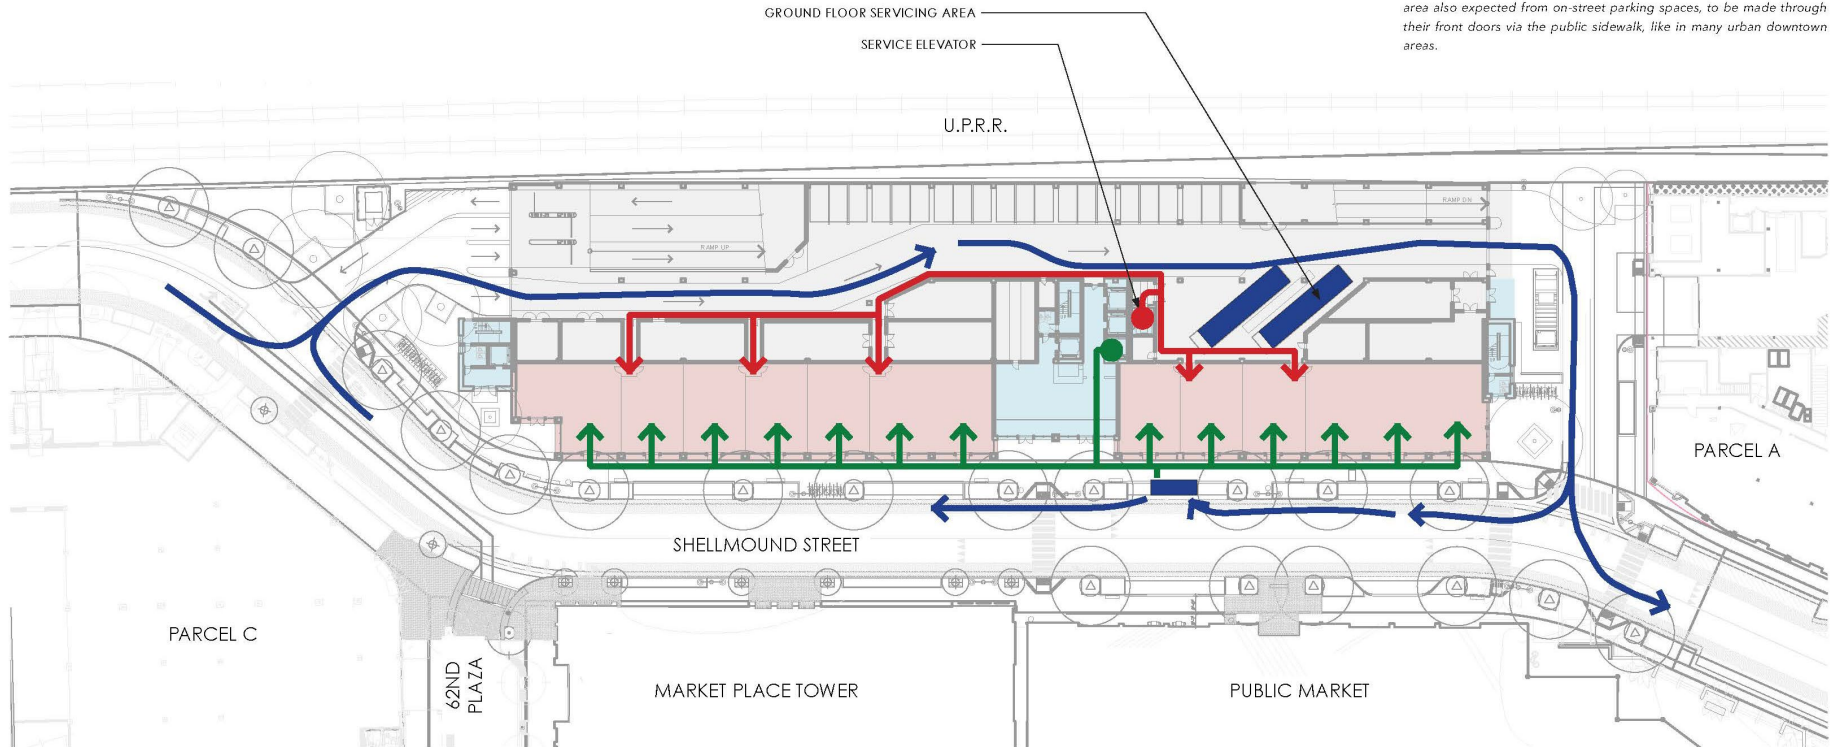 area also expected from on-street parking spaces, to be made through
their front doors via the public sidewalk, like in many urban downtown
areas.
GROUND FLOOR SERVICING AREA
SERVICE ELEVATOR
U.P.R.R.
RAMP DN
RAMP UP
PARCEL A
SHELLMOUND STREET
PARCEL C
62ND
PLAZA
MARKET PLACE TOWER
PUBLIC MARKET